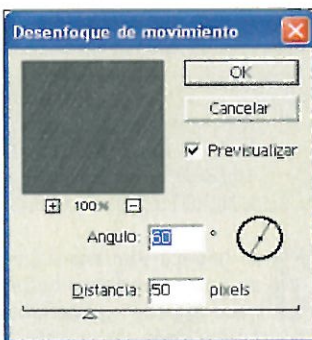 Desenfoque de movimiento
OK
Cancelar
Previsualizar
100%
Angulo: 60 °
Distancia: 50 pixels